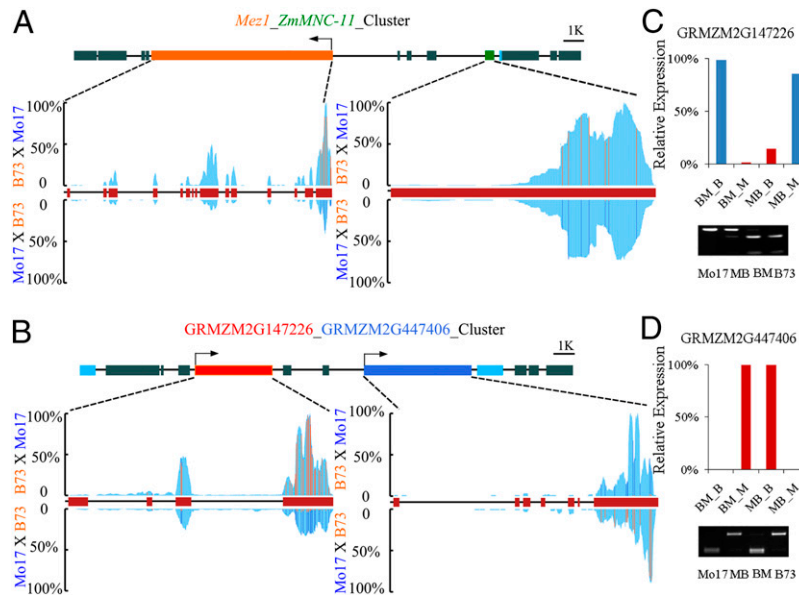 A
Mez1_ZmMNC-11_Cluster
1K
100%
50%
0
0
50%
100%
B73 X Mo17
Mo17 X B73
100%
50%
0
0
50%
100%
B73 X Mo17
Mo17 X B73
B
GRMZM2G147226_GRMZM2G447406_Cluster
1K
100%
50%
0
0
50%
100%
B73 X Mo17
Mo17 X B73
100%
50%
0
0
50%
100%
B73 X Mo17
Mo17 X B73
C
GRMZM2G147226
Relative Expression
100%
50%
0%
BM_B
BM_M
MB_B
MB_M
Mo17 MB BM B73
D
GRMZM2G447406
Relative Expression
100%
50%
0%
BM_B
BM_M
MB_B
MB_M
Mo17 MB BM B73